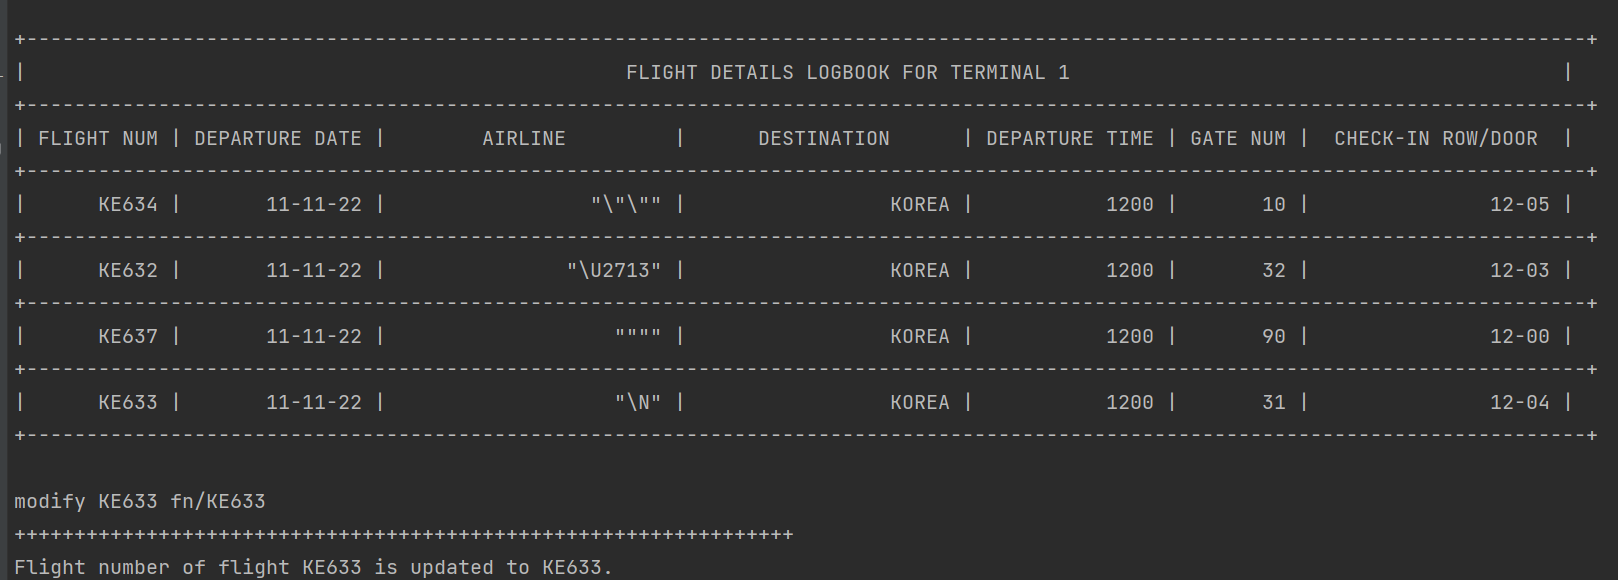 +----------------------------------------------------------------------------------------------------------------------------------+
| FLIGHT DETAILS LOGBOOK FOR TERMINAL 1 |
+----------------------------------------------------------------------------------------------------------------------------------+
| FLIGHT NUM | DEPARTURE DATE | AIRLINE | DESTINATION | DEPARTURE TIME | GATE NUM | CHECK-IN ROW/DOOR |
+----------------------------------------------------------------------------------------------------------------------------------+
| KE634 | 11-11-22 | "\"\"" | KOREA | 1200 | 10 | 12-05 |
+----------------------------------------------------------------------------------------------------------------------------------+
| KE632 | 11-11-22 | "\U2713" | KOREA | 1200 | 32 | 12-03 |
+----------------------------------------------------------------------------------------------------------------------------------+
| KE637 | 11-11-22 | """" | KOREA | 1200 | 90 | 12-00 |
+----------------------------------------------------------------------------------------------------------------------------------+
| KE633 | 11-11-22 | "\N" | KOREA | 1200 | 31 | 12-04 |
+----------------------------------------------------------------------------------------------------------------------------------+
modify KE633 fn/KE633
+++++++++++++++++++++++++++++++++++++++++++++++++++++++++++++++++
Flight number of flight KE633 is updated to KE633.